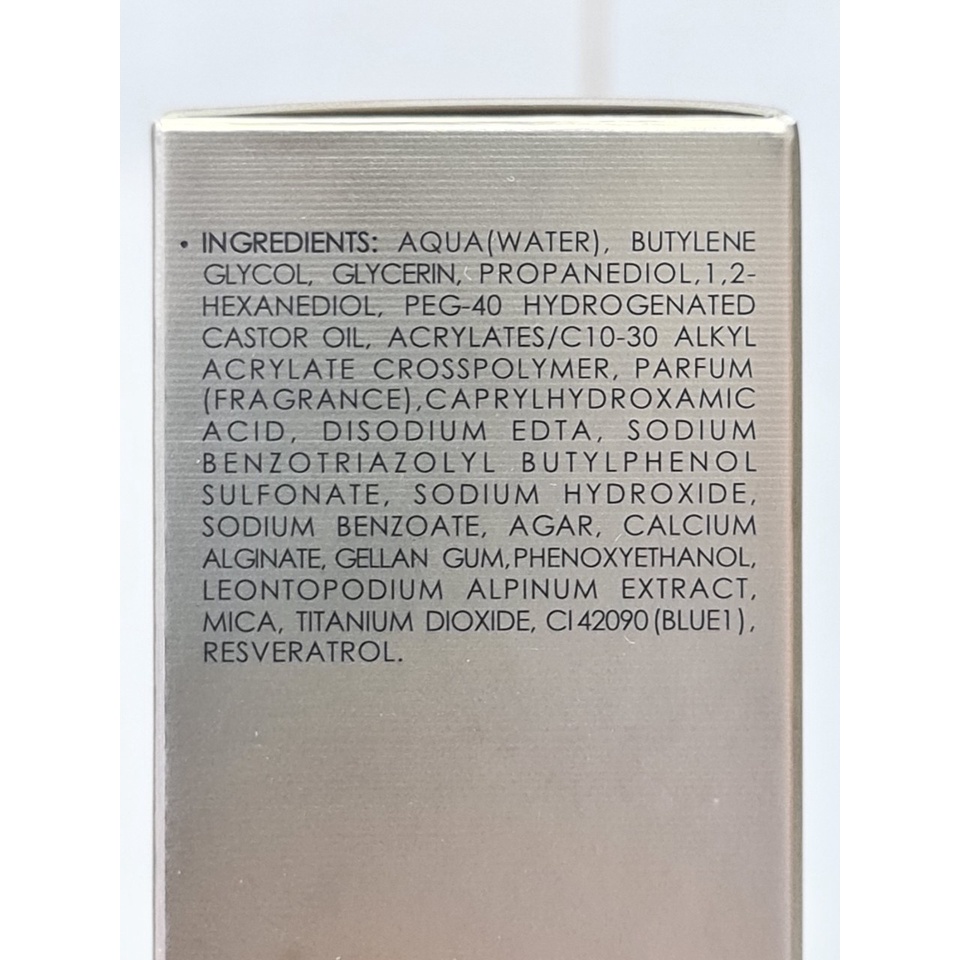 • INGREDIENTS: AQUA(WATER), BUTYLENE
GLYCOL, GLYCERIN, PROPANEDIOL,1,2-
HEXANEDIOL, PEG-40 HYDROGENATED
CASTOR OIL, ACRYLATES/C10-30 ALKYL
ACRYLATE CROSSPOLYMER, PARFUM
(FRAGRANCE),CAPRYLHYDROXAMIC
ACID, DISODIUM EDTA, SODIUM
BENZOTRIAZOLYL BUTYLPHENOL
SULFONATE, SODIUM HYDROXIDE,
SODIUM BENZOATE, AGAR, CALCIUM
ALGINATE, GELLAN GUM,PHENOXYETHANOL,
LEONTOPODIUM ALPINUM EXTRACT,
MICA, TITANIUM DIOXIDE, CI 42090 (BLUE1),
RESVERATROL.